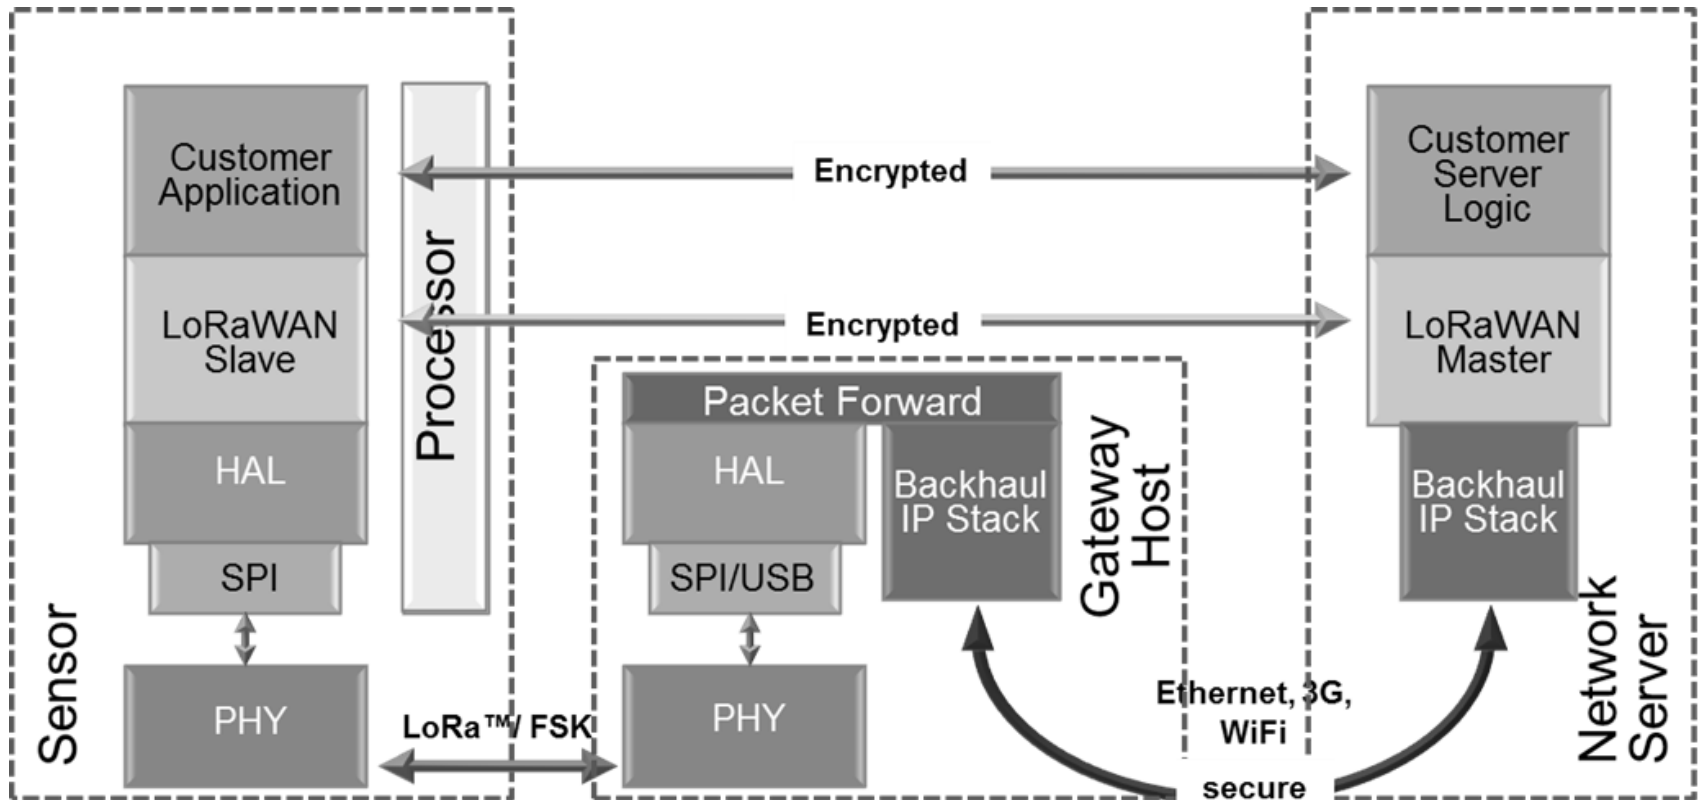 Customer
Application
LoRaWAN
Slave
HAL
SPI
PHY
Sensor
Processor
Encrypted
Encrypted
LoRa™/ FSK
Packet Forward
HAL
SPI/USB
PHY
Backhaul
IP Stack
Gateway
Host
Ethernet, 3G,
WiFi
secure
Customer
Server
Logic
LoRaWAN
Master
Backhaul
IP Stack
Network
Server